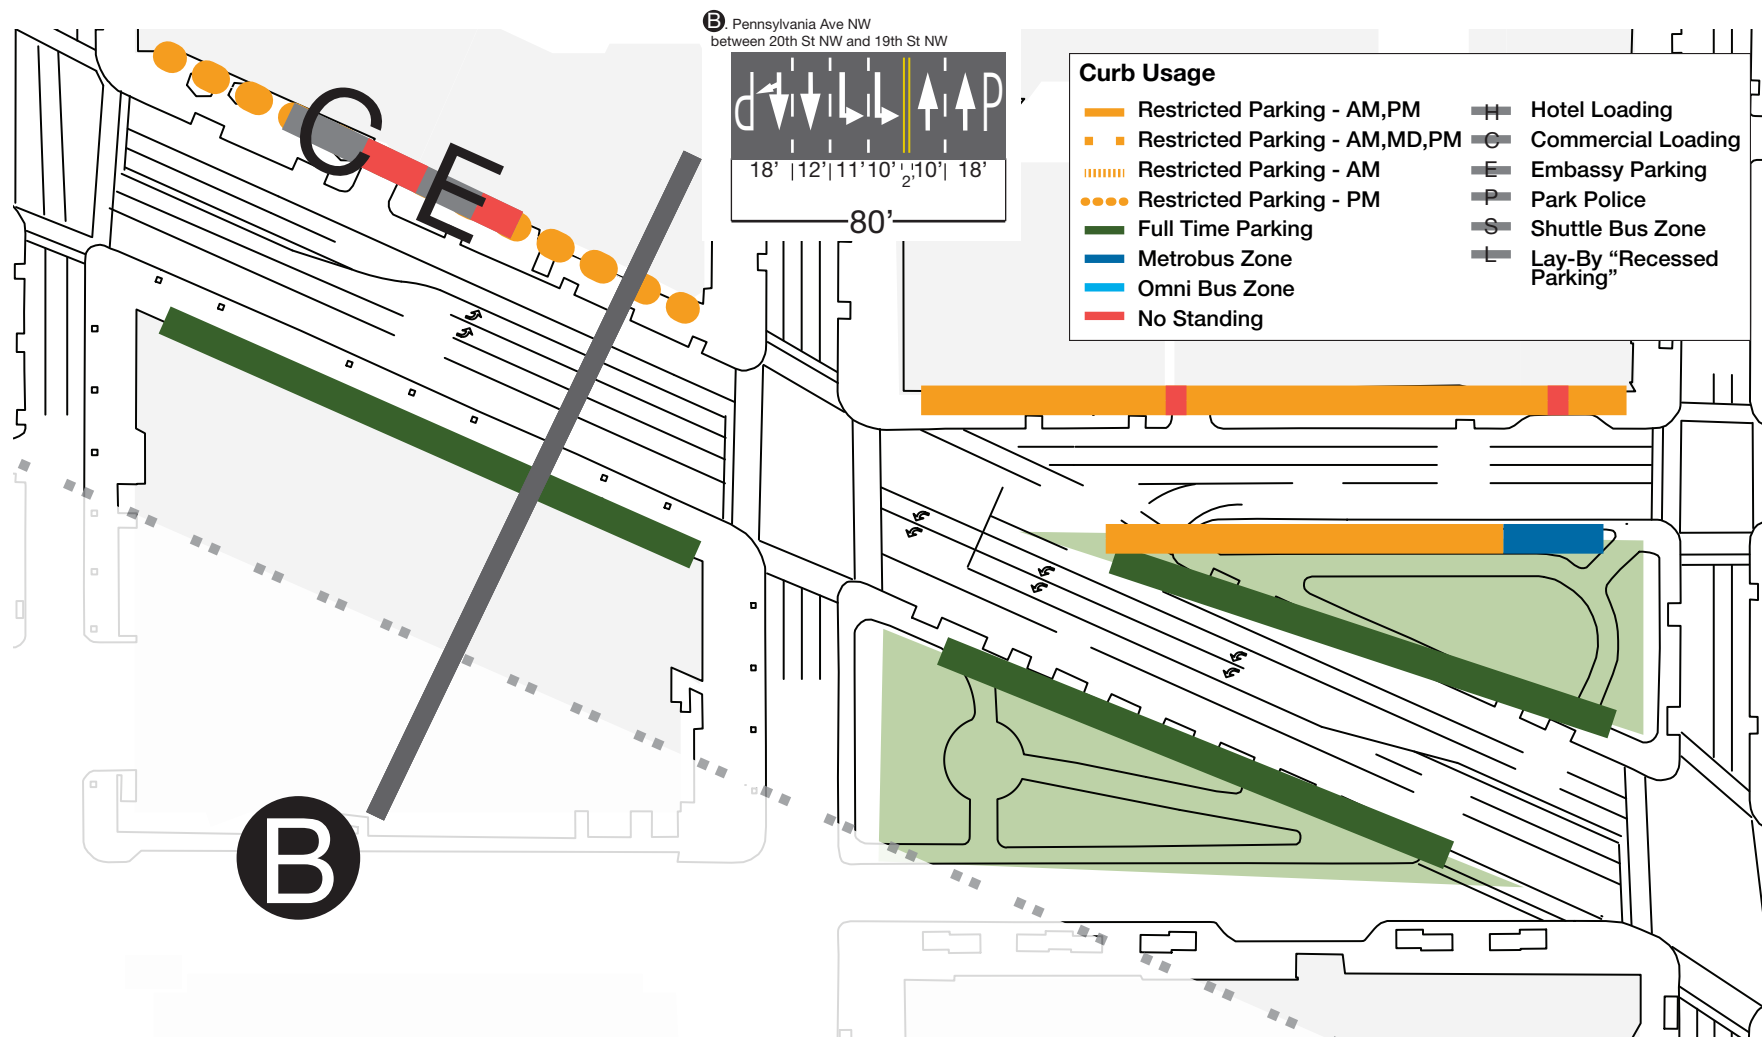 B. Pennsylvania Ave NW
between 20th St NW and 19th St NW
P P
18' 12' 11' 10' 2' 10' 18'
80'
Curb Usage
Restricted Parking - AM,PM
Restricted Parking - AM,MD,PM
Restricted Parking - AM
Restricted Parking - PM
Full Time Parking
Metrobus Zone
Omni Bus Zone
No Standing
H Hotel Loading
C Commercial Loading
E Embassy Parking
P Park Police
S Shuttle Bus Zone
L Lay-By “Recessed
Parking”
C
E
B